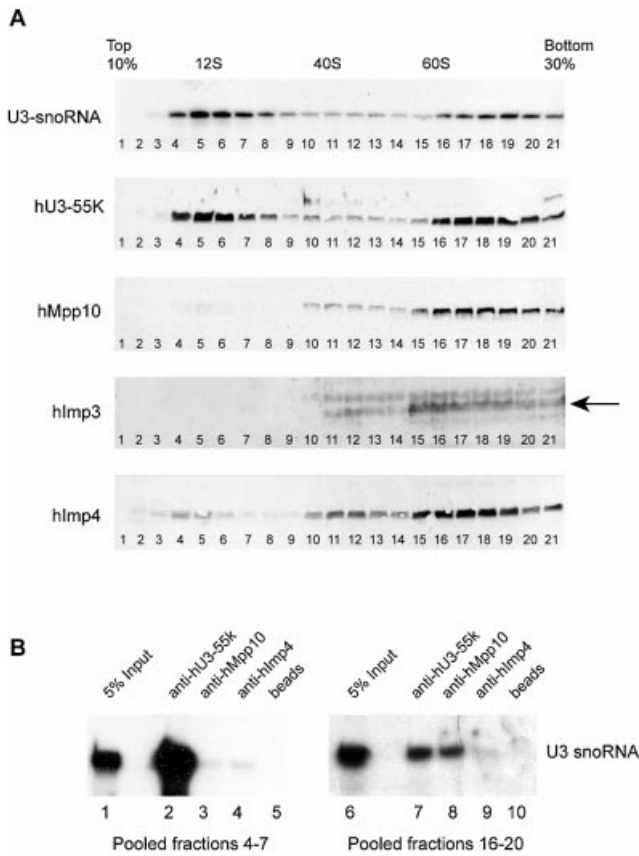 A
Top 10% 12S 40S 60S Bottom 30%
U3-snoRNA
1 2 3 4 5 6 7 8 9 10 11 12 13 14 15 16 17 18 19 20 21
hU3-55K
1 2 3 4 5 6 7 8 9 10 11 12 13 14 15 16 17 18 19 20 21
hMpp10
1 2 3 4 5 6 7 8 9 10 11 12 13 14 15 16 17 18 19 20 21
hImp3
1 2 3 4 5 6 7 8 9 10 11 12 13 14 15 16 17 18 19 20 21
hImp4
1 2 3 4 5 6 7 8 9 10 11 12 13 14 15 16 17 18 19 20 21
B
5% Input anti-hU3-55k anti-hMpp10 anti-hImp4 beads
5% Input anti-hU3-55k anti-hMpp10 anti-hImp4 beads
U3 snoRNA
1 2 3 4 5
6 7 8 9 10
Pooled fractions 4-7
Pooled fractions 16-20